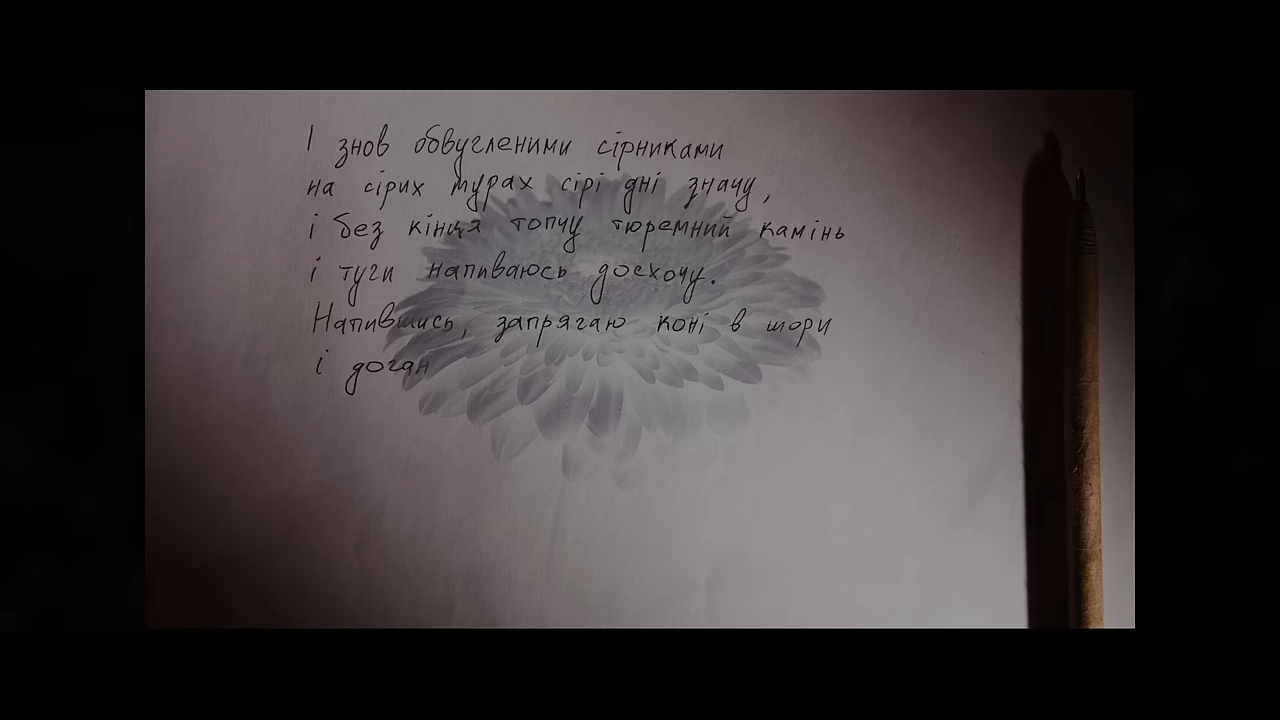 І знов обвугленими сірниками
на сірих мурах сірі дні значу,
і без кінця топчу тюремний камінь
і туги напиваюсь досхочу.
Напившись, запрягаю коні в шори
і доган